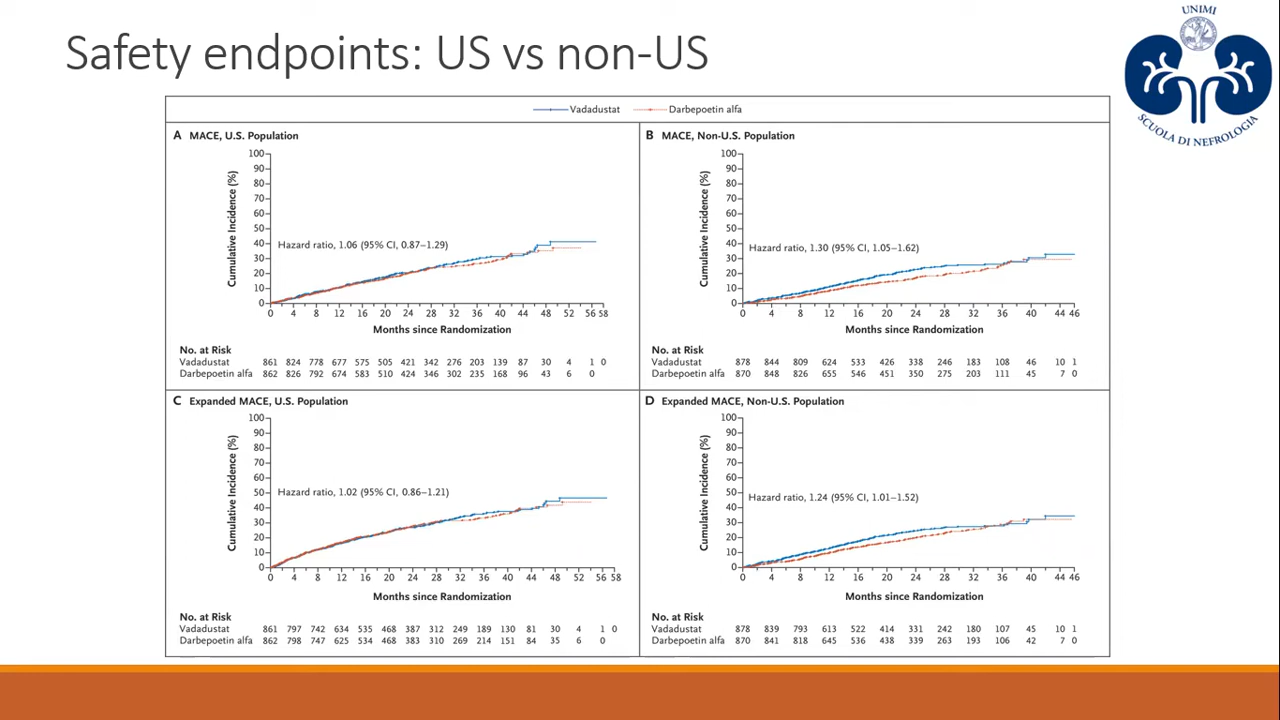 Safety endpoints: US vs non-US
UNIMI
SCUOLA DI NEFROLOGIA
Vadadustat Darbepoetin alfa
A MACE, U.S. Population
Cumulative Incidence (%)
100
90
80
70
60
50
40
30
20
10
0
Hazard ratio, 1.06 (95% CI, 0.87–1.29)
0 4 8 12 16 20 24 28 32 36 40 44 48 52 56 58
Months since Randomization
No. at Risk
Vadadustat 861 824 778 677 575 505 421 342 276 203 139 87 30 4 1 0
Darbepoetin alfa 862 826 792 674 583 510 424 346 302 235 168 96 43 6 0
B MACE, Non-U.S. Population
Cumulative Incidence (%)
100
90
80
70
60
50
40
30
20
10
0
Hazard ratio, 1.30 (95% CI, 1.05–1.62)
0 4 8 12 16 20 24 28 32 36 40 44 46
Months since Randomization
No. at Risk
Vadadustat 878 844 809 624 533 426 338 246 183 108 46 10 1
Darbepoetin alfa 870 848 826 655 546 451 350 275 203 111 45 7 0
C Expanded MACE, U.S. Population
Cumulative Incidence (%)
100
90
80
70
60
50
40
30
20
10
0
Hazard ratio, 1.02 (95% CI, 0.86–1.21)
0 4 8 12 16 20 24 28 32 36 40 44 48 52 56 58
Months since Randomization
No. at Risk
Vadadustat 861 797 742 634 535 468 387 312 249 189 130 81 30 4 1 0
Darbepoetin alfa 862 798 747 625 534 468 383 310 269 214 151 84 35 6 0
D Expanded MACE, Non-U.S. Population
Cumulative Incidence (%)
100
90
80
70
60
50
40
30
20
10
0
Hazard ratio, 1.24 (95% CI, 1.01–1.52)
0 4 8 12 16 20 24 28 32 36 40 44 46
Months since Randomization
No. at Risk
Vadadustat 878 839 793 613 522 414 331 242 180 107 45 10 1
Darbepoetin alfa 870 841 818 645 536 438 339 263 193 106 42 7 0